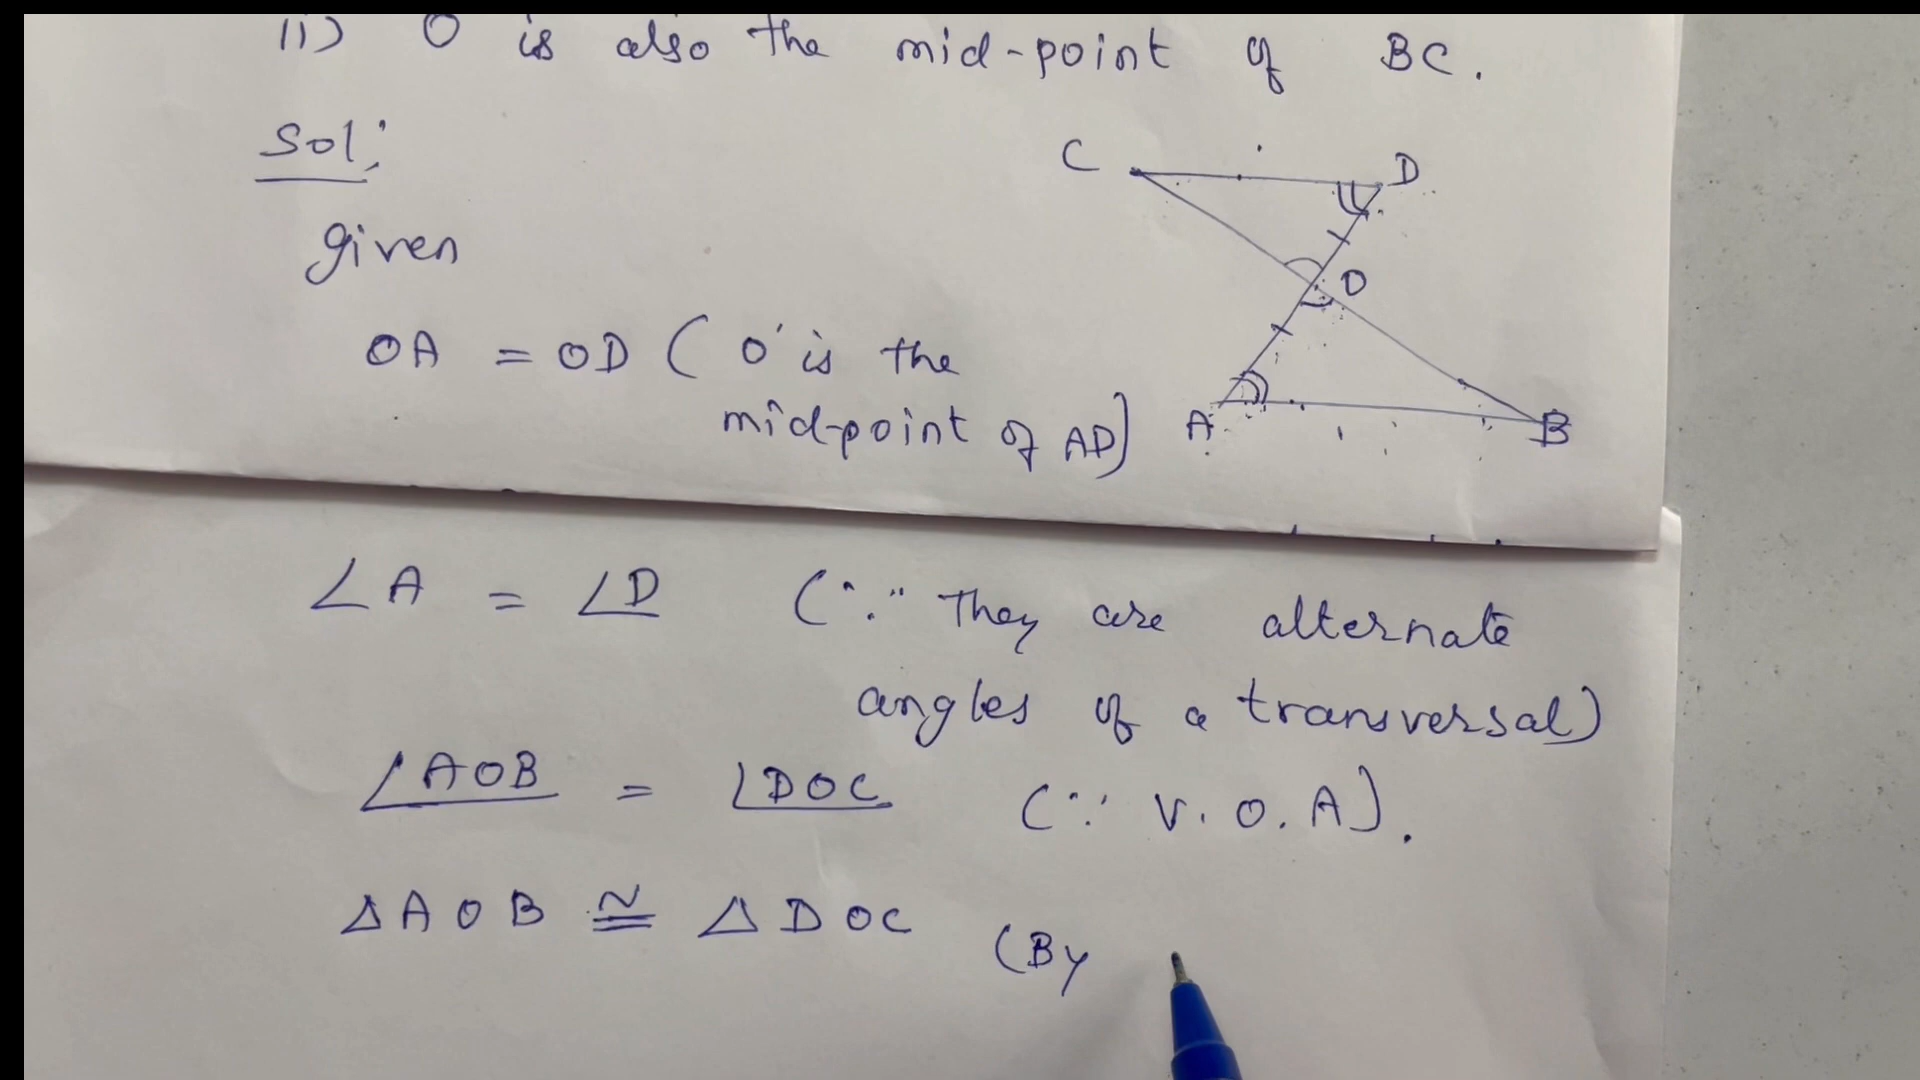 ii) O is also the mid-point of BC.
Sol:
given
OA = OD ( 'O' is the
mid-point of AD)
C D
O
A B
∠A = ∠D (∵ They are alternate
angles of a transversal)
∠AOB = ∠DOC (∵ V.O.A).
ΔAOB ≅ ΔDOC (By